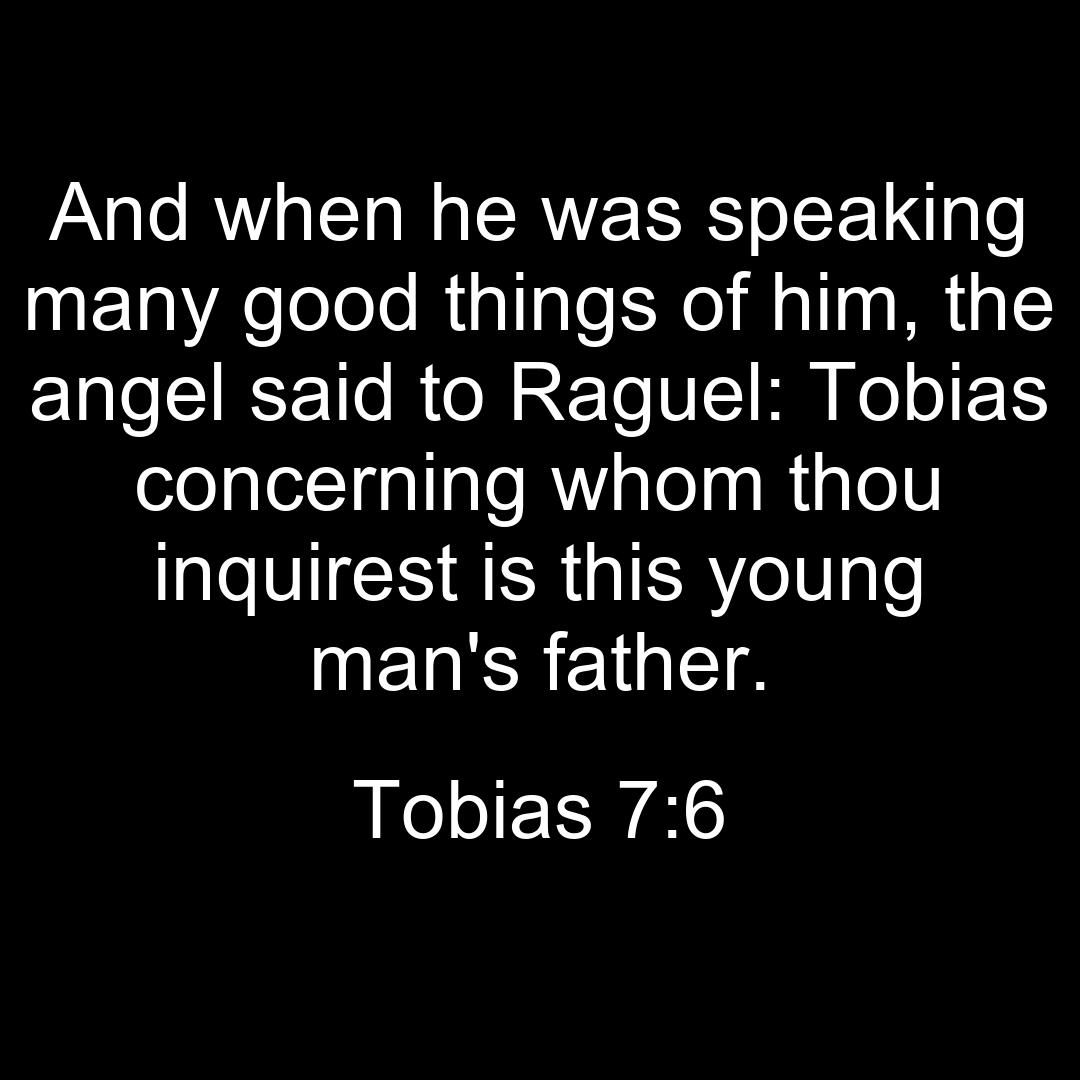 And when he was speaking
many good things of him, the
angel said to Raguel: Tobias
concerning whom thou
inquirest is this young
man's father.
Tobias 7:6